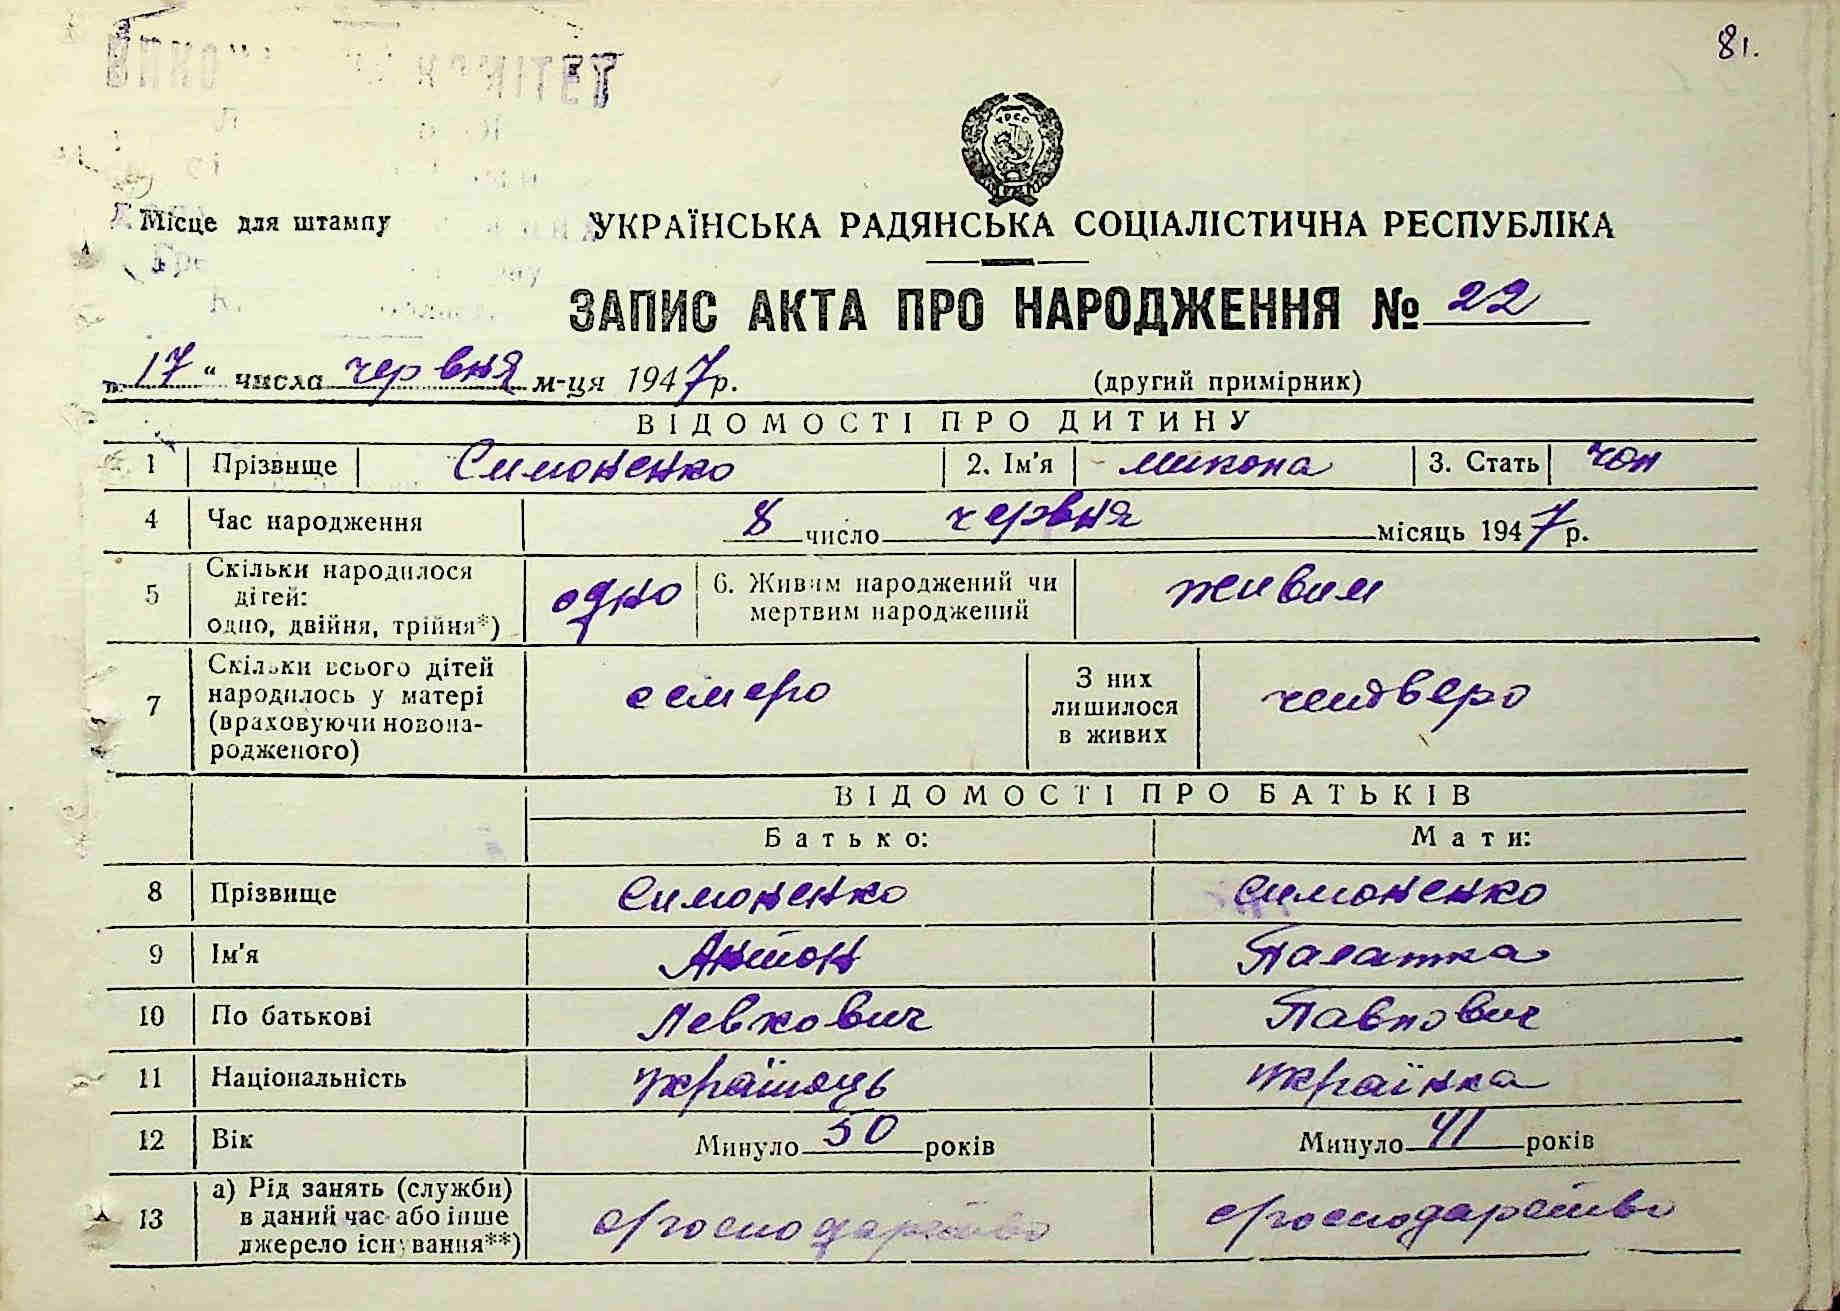 81.
КОМІТЕТ
УРСР
Місце для штампу
УКРАЇНСЬКА РАДЯНСЬКА СОЦІАЛІСТИЧНА РЕСПУБЛІКА
ЗАПИС АКТА ПРО НАРОДЖЕННЯ № 22
„ 17 “ числа червня м-ця 1947 р.
(другий примірник)
ВІДОМОСТІ ПРО ДИТИНУ
1 Прізвище Симоненко 2. Ім'я Микола 3. Стать чол
4 Час народження 8 число червня місяць 1947 р.
5 Скільки народилося дітей: одно, двійня, трійня*) одно 6. Живим народжений чи мертвим народжений живим
7 Скільки всього дітей народилось у матері (враховуючи новонародженого) семеро З них лишилося в живих четверо
ВІДОМОСТІ ПРО БАТЬКІВ
Батько: Мати:
8 Прізвище Симоненко Симоненко
9 Ім'я Антон Палажка
10 По батькові Левкович Павлович
11 Національність Українець Українка
12 Вік Минуло 50 років Минуло 41 років
13 а) Рід занять (служби) в даний час або інше джерело існування**) с/господарство с/господарство